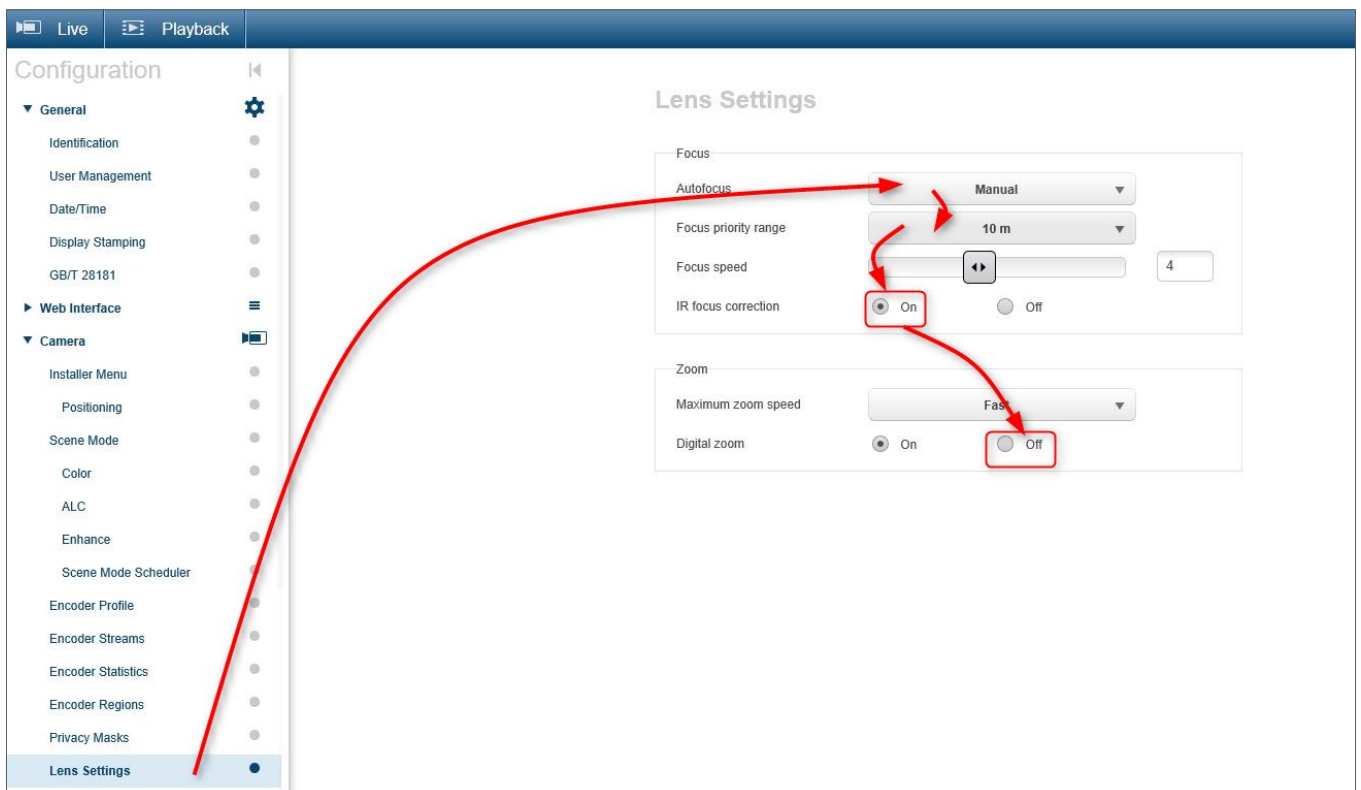 Live Playback
Configuration
General
Identification
User Management
Date/Time
Display Stamping
GB/T 28181
Web Interface
Camera
Installer Menu
Positioning
Scene Mode
Color
ALC
Enhance
Scene Mode Scheduler
Encoder Profile
Encoder Streams
Encoder Statistics
Encoder Regions
Privacy Masks
Lens Settings
Lens Settings
Focus
Autofocus Manual
Focus priority range 10 m
Focus speed 4
IR focus correction On Off
Zoom
Maximum zoom speed Fast
Digital zoom On Off